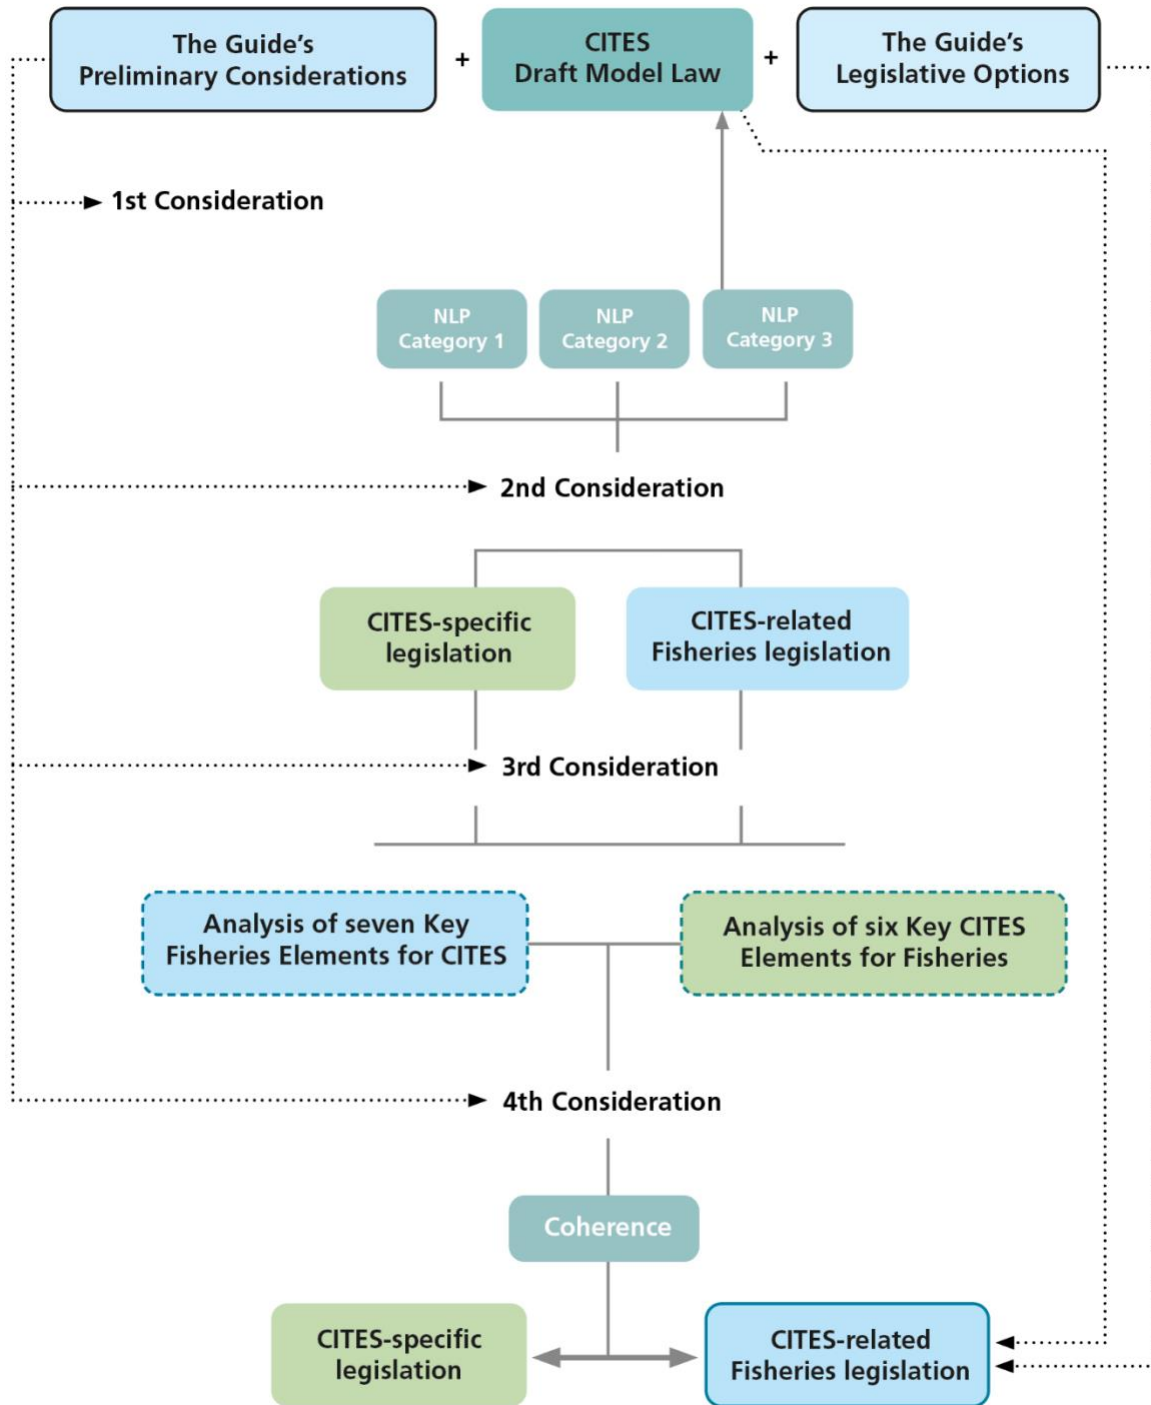 The Guide's
Preliminary Considerations
+
CITES
Draft Model Law
+
The Guide's
Legislative Options
1st Consideration
NLP
Category 1
NLP
Category 2
NLP
Category 3
2nd Consideration
CITES-specific
legislation
CITES-related
Fisheries legislation
3rd Consideration
Analysis of seven Key
Fisheries Elements for CITES
Analysis of six Key CITES
Elements for Fisheries
4th Consideration
Coherence
CITES-specific
legislation
CITES-related
Fisheries legislation